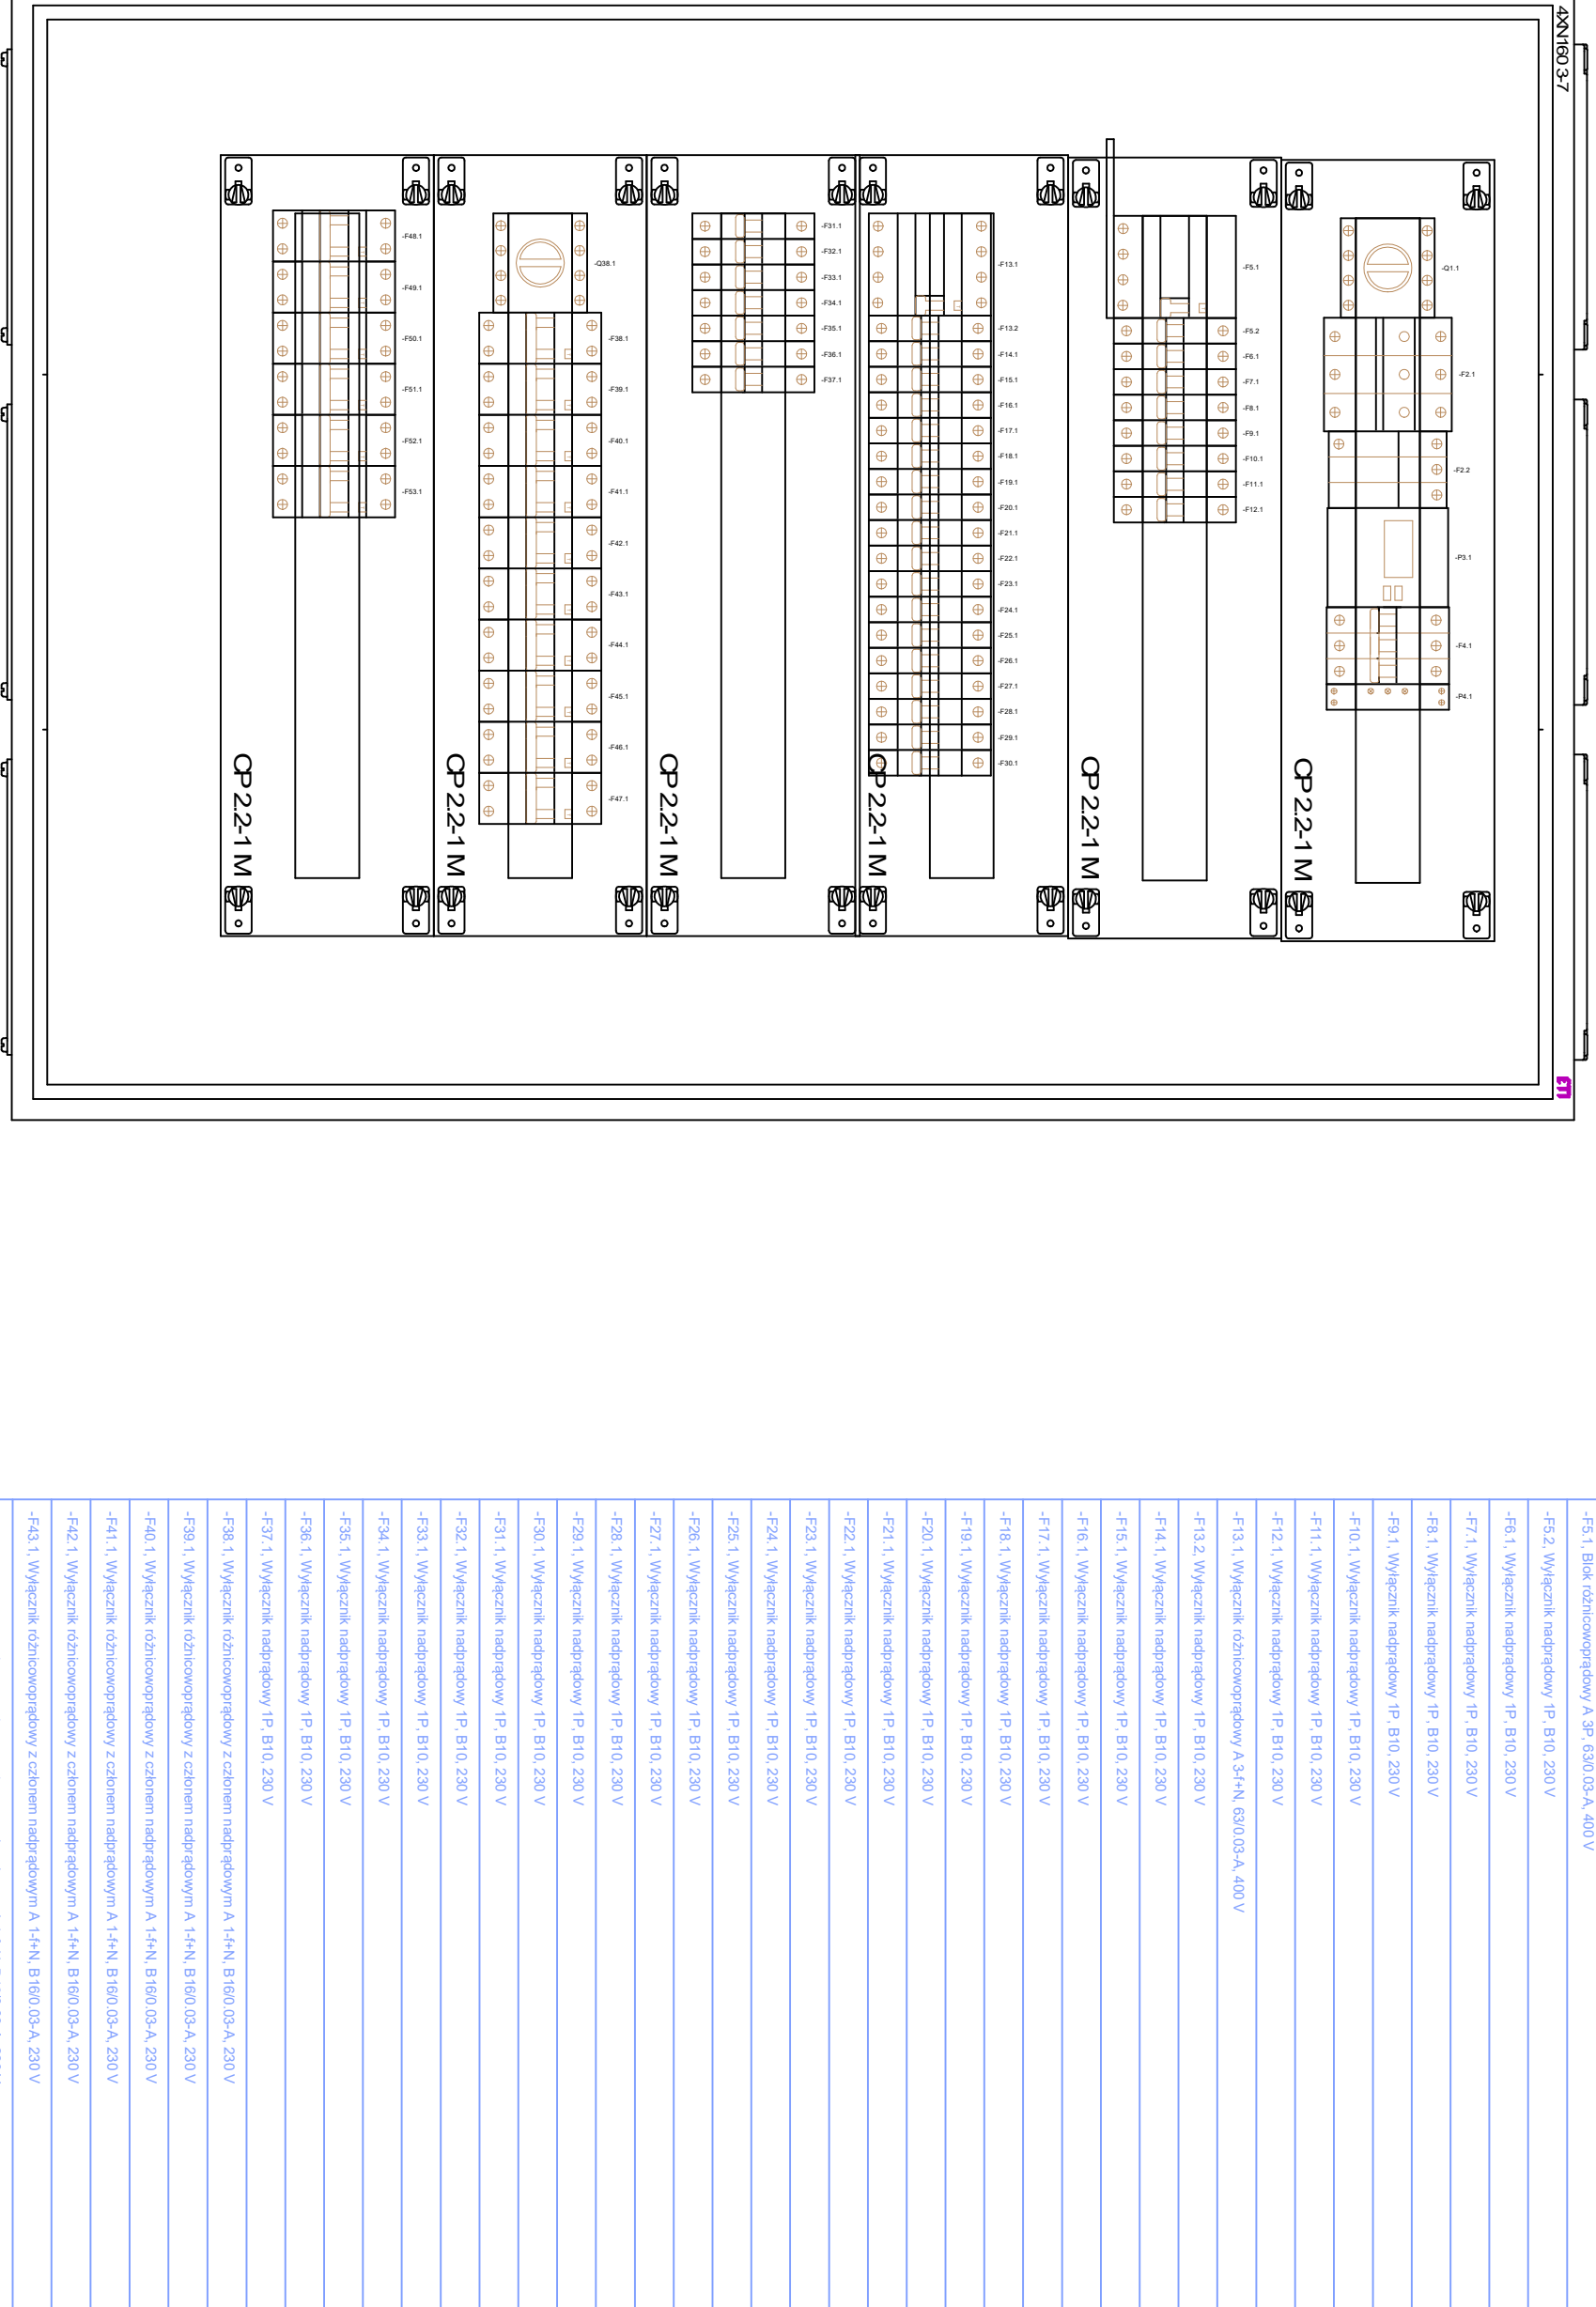 4XN160 3-7
-Q1.1
-F2.1
-F2.2
-P3.1
-F4.1
-P4.1
CP 2.2-1 M
-F5.1
-F5.2
-F6.1
-F7.1
-F8.1
-F9.1
-F10.1
-F11.1
-F12.1
CP 2.2-1 M
-F13.1
-F13.2
-F14.1
-F15.1
-F16.1
-F17.1
-F18.1
-F19.1
-F20.1
-F21.1
-F22.1
-F23.1
-F24.1
-F25.1
-F26.1
-F27.1
-F28.1
-F29.1
-F30.1
CP 2.2-1 M
-F31.1
-F32.1
-F33.1
-F34.1
-F35.1
-F36.1
-F37.1
CP 2.2-1 M
-Q38.1
-F38.1
-F39.1
-F40.1
-F41.1
-F42.1
-F43.1
-F44.1
-F45.1
-F46.1
-F47.1
CP 2.2-1 M
-F48.1
-F49.1
-F50.1
-F51.1
-F52.1
-F53.1
CP 2.2-1 M
-F5.1, Blok różnicowoprądowy A 3P, 63/0.03-A, 400 V
-F5.2, Wyłącznik nadprądowy 1P, B10, 230 V
-F6.1, Wyłącznik nadprądowy 1P, B10, 230 V
-F7.1, Wyłącznik nadprądowy 1P, B10, 230 V
-F8.1, Wyłącznik nadprądowy 1P, B10, 230 V
-F9.1, Wyłącznik nadprądowy 1P, B10, 230 V
-F10.1, Wyłącznik nadprądowy 1P, B10, 230 V
-F11.1, Wyłącznik nadprądowy 1P, B10, 230 V
-F12.1, Wyłącznik nadprądowy 1P, B10, 230 V
-F13.1, Wyłącznik różnicowoprądowy A 3-f+N, 63/0.03-A, 400 V
-F13.2, Wyłącznik nadprądowy 1P, B10, 230 V
-F14.1, Wyłącznik nadprądowy 1P, B10, 230 V
-F15.1, Wyłącznik nadprądowy 1P, B10, 230 V
-F16.1, Wyłącznik nadprądowy 1P, B10, 230 V
-F17.1, Wyłącznik nadprądowy 1P, B10, 230 V
-F18.1, Wyłącznik nadprądowy 1P, B10, 230 V
-F19.1, Wyłącznik nadprądowy 1P, B10, 230 V
-F20.1, Wyłącznik nadprądowy 1P, B10, 230 V
-F21.1, Wyłącznik nadprądowy 1P, B10, 230 V
-F22.1, Wyłącznik nadprądowy 1P, B10, 230 V
-F23.1, Wyłącznik nadprądowy 1P, B10, 230 V
-F24.1, Wyłącznik nadprądowy 1P, B10, 230 V
-F25.1, Wyłącznik nadprądowy 1P, B10, 230 V
-F26.1, Wyłącznik nadprądowy 1P, B10, 230 V
-F27.1, Wyłącznik nadprądowy 1P, B10, 230 V
-F28.1, Wyłącznik nadprądowy 1P, B10, 230 V
-F29.1, Wyłącznik nadprądowy 1P, B10, 230 V
-F30.1, Wyłącznik nadprądowy 1P, B10, 230 V
-F31.1, Wyłącznik nadprądowy 1P, B10, 230 V
-F32.1, Wyłącznik nadprądowy 1P, B10, 230 V
-F33.1, Wyłącznik nadprądowy 1P, B10, 230 V
-F34.1, Wyłącznik nadprądowy 1P, B10, 230 V
-F35.1, Wyłącznik nadprądowy 1P, B10, 230 V
-F36.1, Wyłącznik nadprądowy 1P, B10, 230 V
-F37.1, Wyłącznik nadprądowy 1P, B10, 230 V
-F38.1, Wyłącznik różnicowoprądowy z członem nadprądowym A 1-f+N, B16/0.03-A, 230 V
-F39.1, Wyłącznik różnicowoprądowy z członem nadprądowym A 1-f+N, B16/0.03-A, 230 V
-F40.1, Wyłącznik różnicowoprądowy z członem nadprądowym A 1-f+N, B16/0.03-A, 230 V
-F41.1, Wyłącznik różnicowoprądowy z członem nadprądowym A 1-f+N, B16/0.03-A, 230 V
-F42.1, Wyłącznik różnicowoprądowy z członem nadprądowym A 1-f+N, B16/0.03-A, 230 V
-F43.1, Wyłącznik różnicowoprądowy z członem nadprądowym A 1-f+N, B16/0.03-A, 230 V